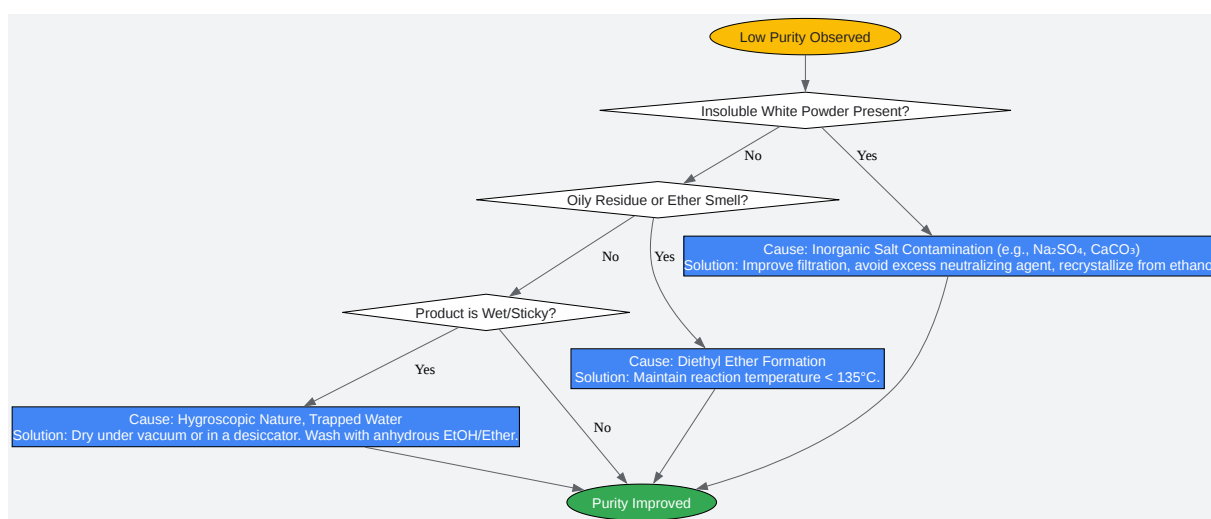 Low Purity Observed
Insoluble White Powder Present?
No
Yes
Oily Residue or Ether Smell?
Cause: Inorganic Salt Contamination (e.g., Na₂SO₄, CaCO₃)
Solution: Improve filtration, avoid excess neutralizing agent, recrystallize from ethano
No
Yes
Product is Wet/Sticky?
Cause: Diethyl Ether Formation
Solution: Maintain reaction temperature < 135°C.
Yes
Cause: Hygroscopic Nature, Trapped Water
Solution: Dry under vacuum or in a desiccator. Wash with anhydrous EtOH/Ether.
No
Purity Improved